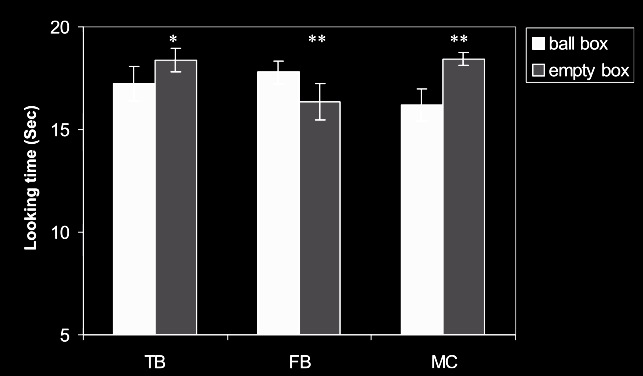 20
15
10
5
Looking time (Sec)
* ** **
TB FB MC
ball box
empty box